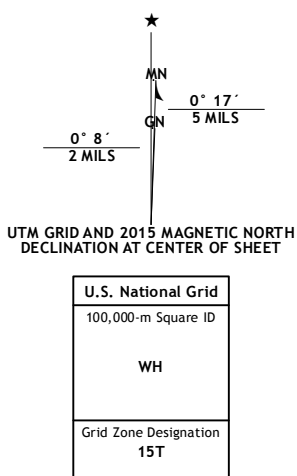 ★
MN
0° 17´
5 MILS
GN
0° 8´
2 MILS
UTM GRID AND 2015 MAGNETIC NORTH
DECLINATION AT CENTER OF SHEET
U.S. National Grid
100,000-m Square ID
WH
Grid Zone Designation
15T